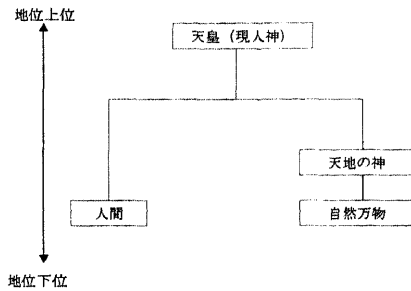 地位上位
天皇（現人神）
天地の神
人間
自然万物
地位下位